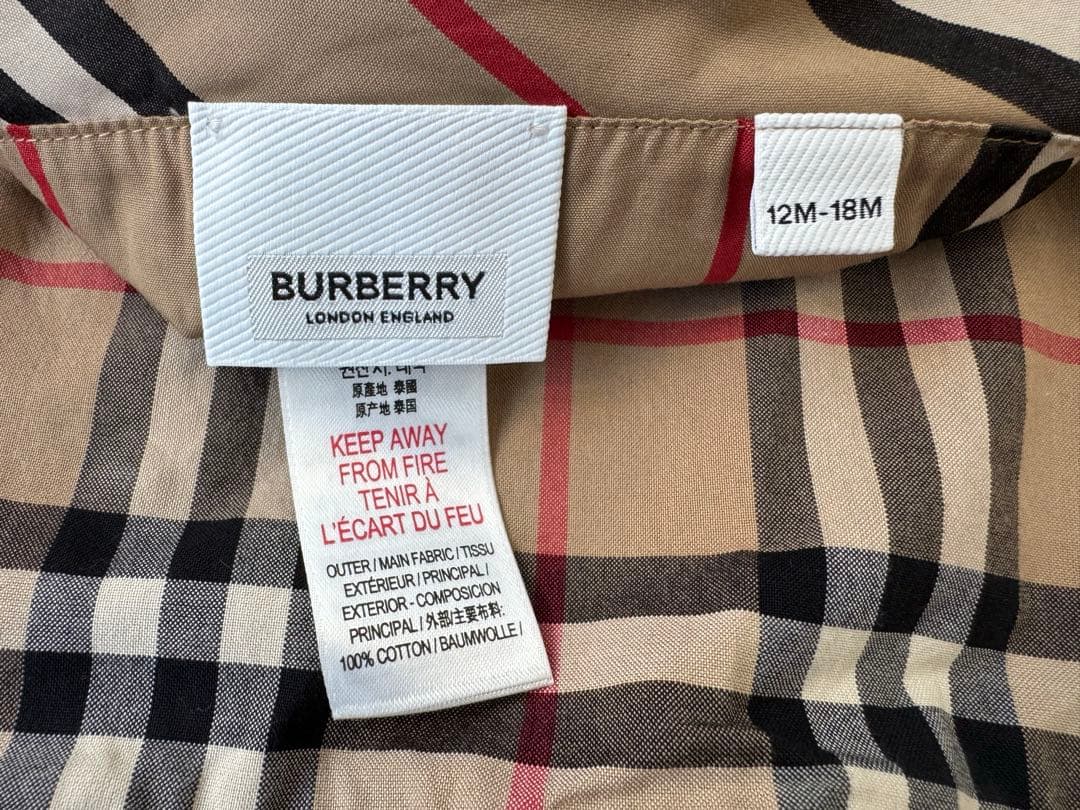 BURBERRY
LONDON ENGLAND
12M-18M
原產地 泰國
原产地 泰国
KEEP AWAY
FROM FIRE
TENIR À
L'ÉCART DU FEU
OUTER / MAIN FABRIC / TISSU
EXTÉRIEUR / PRINCIPAL /
EXTERIOR - COMPOSICION
PRINCIPAL / 外部/主要布料:
100% COTTON / BAUMWOLLE /